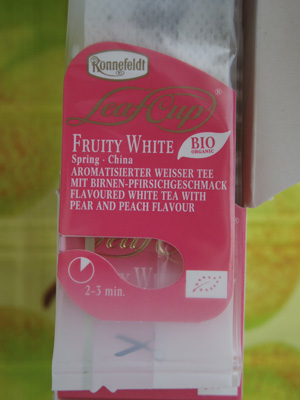 Ronnefeldt
LeafCup®
FRUITY WHITE
BIO
ORGANIC
Spring · China
AROMATISIERTER WEISSER TEE
MIT BIRNEN-PFIRSICHGESCHMACK
FLAVOURED WHITE TEA WITH
PEAR AND PEACH FLAVOUR
2-3 min.